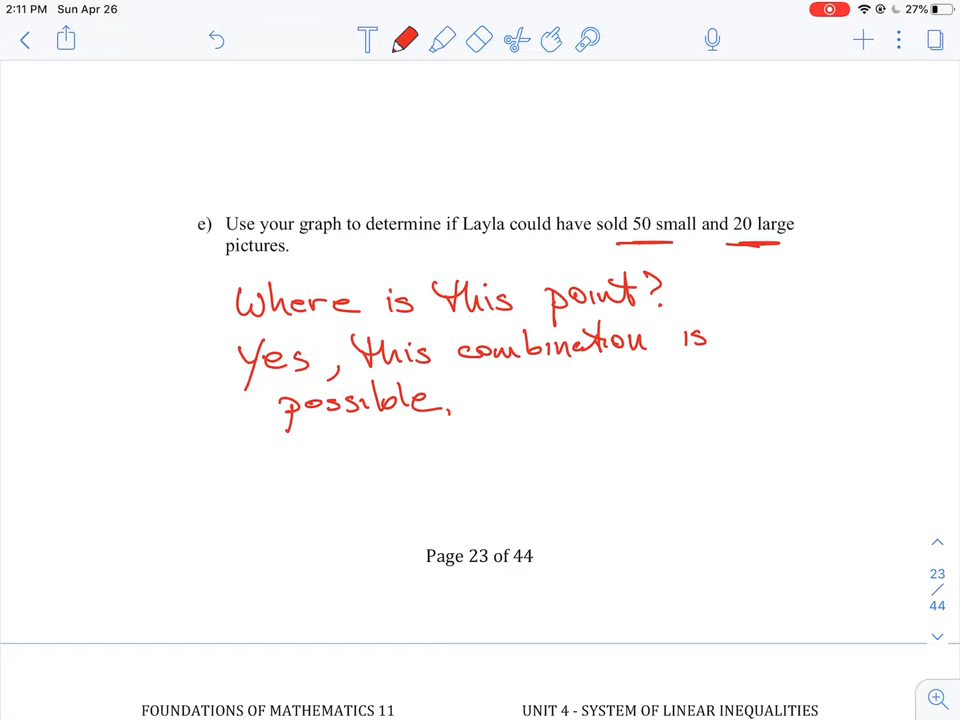 2:11 PM Sun Apr 26 27%
T
e) Use your graph to determine if Layla could have sold 50 small and 20 large
pictures.
Where is this point?
Yes, this combination is
possible.
Page 23 of 44
23
/
44
FOUNDATIONS OF MATHEMATICS 11 UNIT 4 - SYSTEM OF LINEAR INEQUALITIES